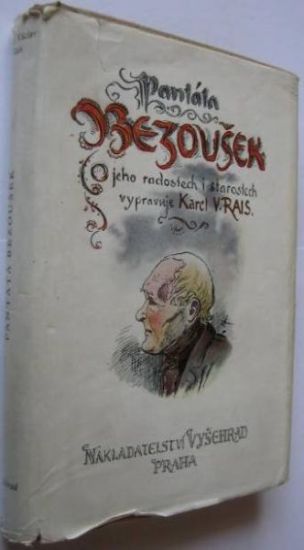 Pantáta
BEZOUŠEK
O jeho radostech i starostech
vypravuje Karel V. RAIS.
NAKLADATELSTVÍ VYŠEHRAD
PRAHA
PANTÁTA BEZOUŠEK